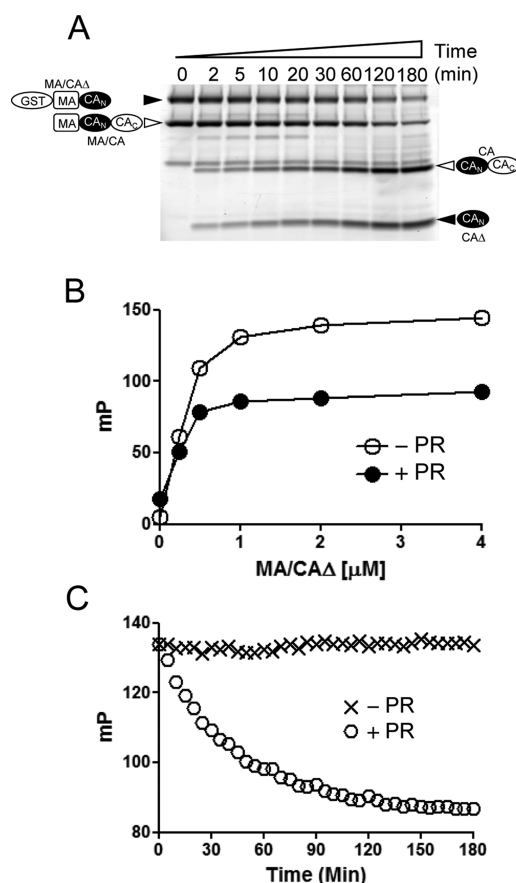 A
Time
(min)
0 2 5 10 20 30 60 120 180
MA/CAΔ
GST MA CAN
MA CAN CAC
MA/CA
CA
CAN CAC
CAN
CAΔ
B
150
100
50
0
mP
– PR
+ PR
0 1 2 3 4
MA/CAΔ [μM]
C
140
120
100
80
mP
– PR
+ PR
0 30 60 90 120 150 180
Time (Min)